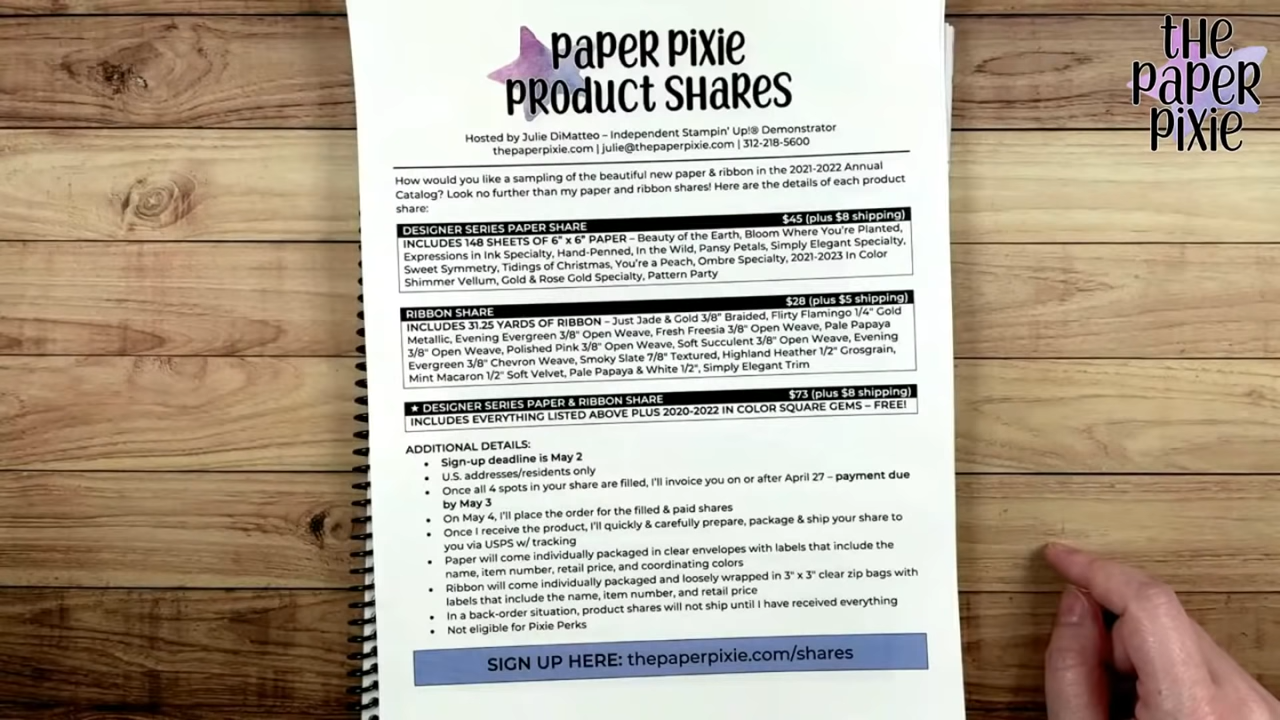 PAPER PIXIE
PRODUCT SHARES
Hosted by Julie DiMatteo – Independent Stampin' Up!® Demonstrator
thepaperpixie.com | julie@thepaperpixie.com | 312-218-5600
How would you like a sampling of the beautiful new paper & ribbon in the 2021-2022 Annual
Catalog? Look no further than my paper and ribbon shares! Here are the details of each product
share:
DESIGNER SERIES PAPER SHARE $45 (plus $8 shipping)
INCLUDES 148 SHEETS OF 6" x 6" PAPER – Beauty of the Earth, Bloom Where You're Planted,
Expressions in Ink Specialty, Hand-Penned, In the Wild, Pansy Petals, Simply Elegant Specialty,
Sweet Symmetry, Tidings of Christmas, You're a Peach, Ombre Specialty, 2021-2023 In Color
Shimmer Vellum, Gold & Rose Gold Specialty, Pattern Party
RIBBON SHARE $28 (plus $5 shipping)
INCLUDES 31.25 YARDS OF RIBBON – Just Jade & Gold 3/8" Braided, Flirty Flamingo 1/4" Gold
Metallic, Evening Evergreen 3/8" Open Weave, Fresh Freesia 3/8" Open Weave, Pale Papaya
3/8" Open Weave, Polished Pink 3/8" Open Weave, Soft Succulent 3/8" Open Weave, Evening
Evergreen 3/8" Chevron Weave, Smoky Slate 7/8" Textured, Highland Heather 1/2" Grosgrain,
Mint Macaron 1/2" Soft Velvet, Pale Papaya & White 1/2", Simply Elegant Trim
★ DESIGNER SERIES PAPER & RIBBON SHARE $73 (plus $8 shipping)
INCLUDES EVERYTHING LISTED ABOVE PLUS 2020-2022 IN COLOR SQUARE GEMS – FREE!
ADDITIONAL DETAILS:
• Sign-up deadline is May 2
• U.S. addresses/residents only
• Once all 4 spots in your share are filled, I'll invoice you on or after April 27 – payment due
by May 3
• On May 4, I'll place the order for the filled & paid shares
• Once I receive the product, I'll quickly & carefully prepare, package & ship your share to
you via USPS w/ tracking
• Paper will come individually packaged in clear envelopes with labels that include the
name, item number, retail price, and coordinating colors
• Ribbon will come individually packaged and loosely wrapped in 3" x 3" clear zip bags with
labels that include the name, item number, and retail price
• In a back-order situation, product shares will not ship until I have received everything
• Not eligible for Pixie Perks
SIGN UP HERE: thepaperpixie.com/shares
THE
PAPER
PIXIE